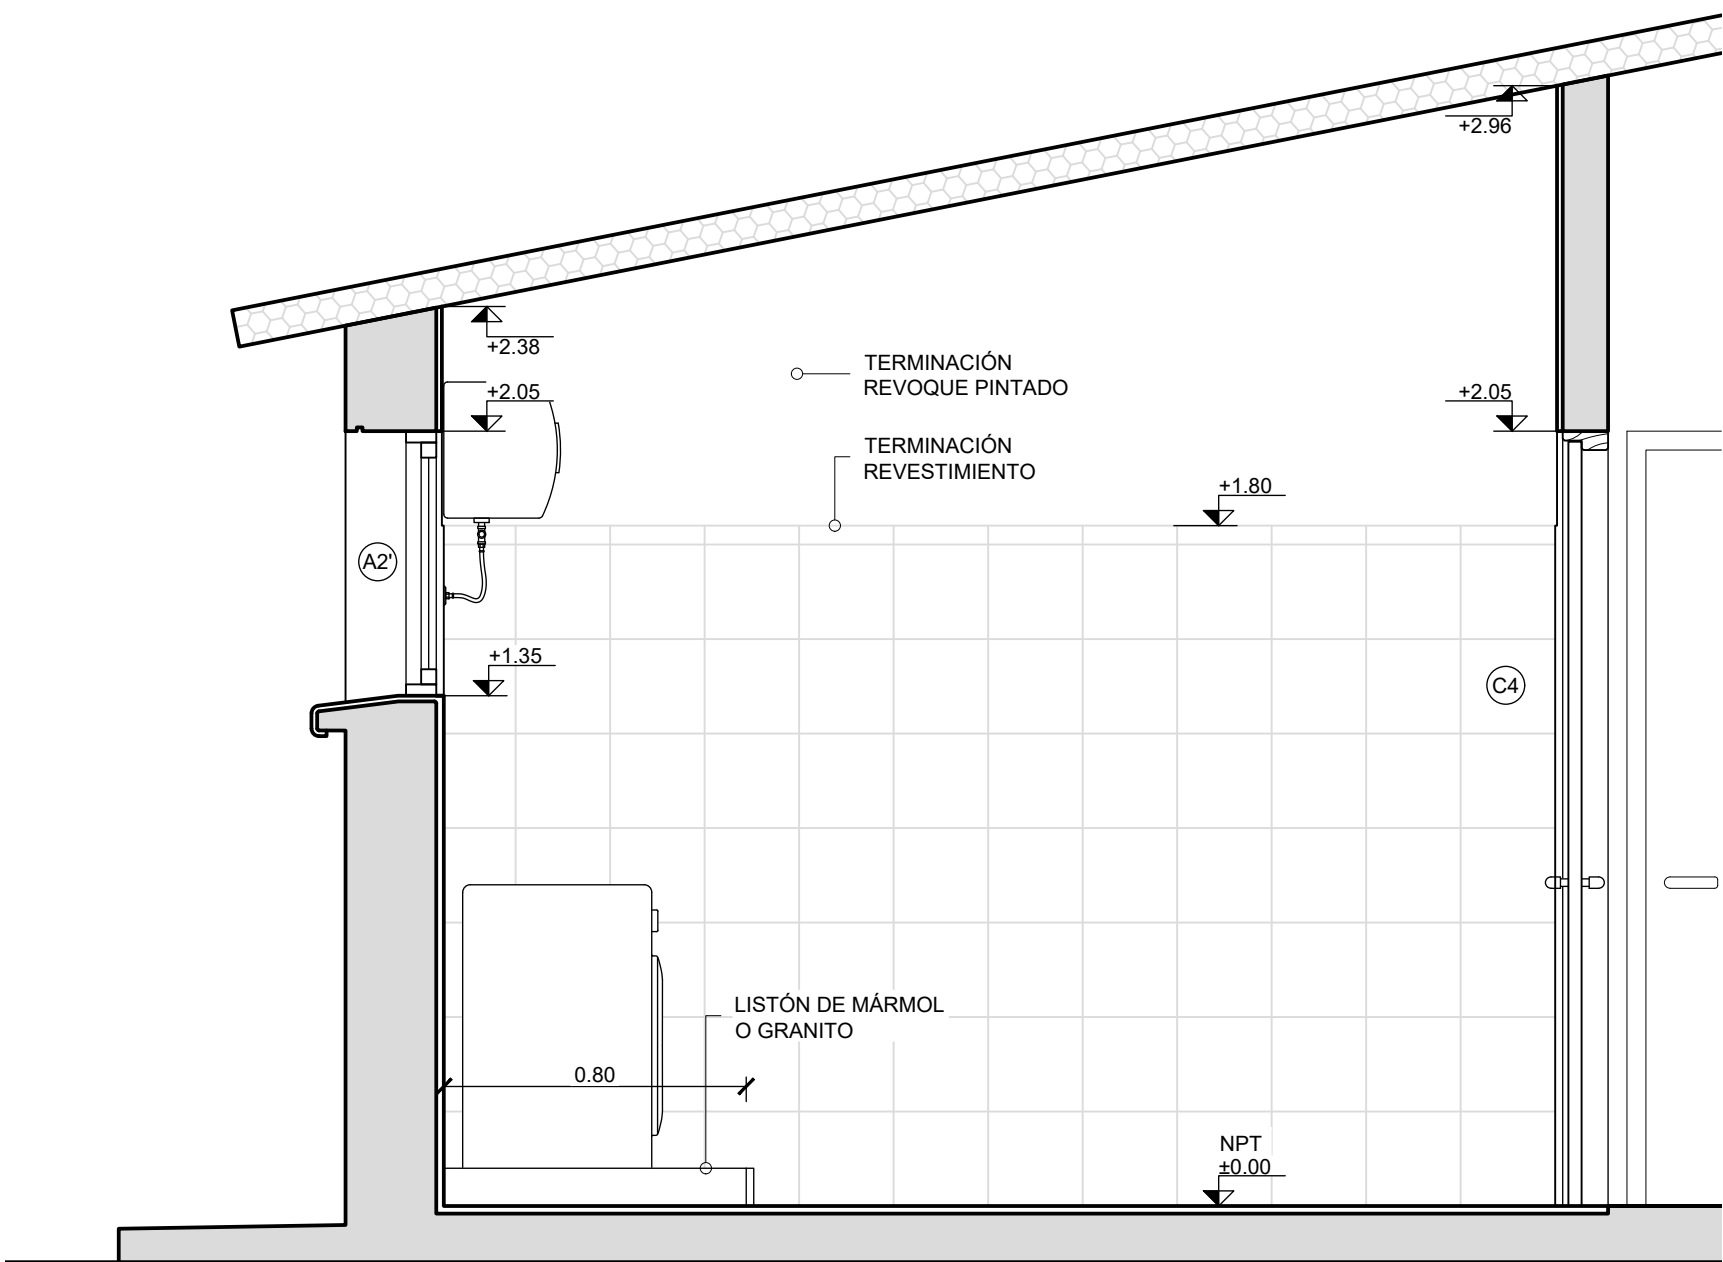 +2.96
+2.38
+2.05
TERMINACIÓN
REVOQUE PINTADO
+2.05
TERMINACIÓN
REVESTIMIENTO
+1.80
A2'
+1.35
C4
LISTÓN DE MÁRMOL
O GRANITO
0.80
NPT
±0.00